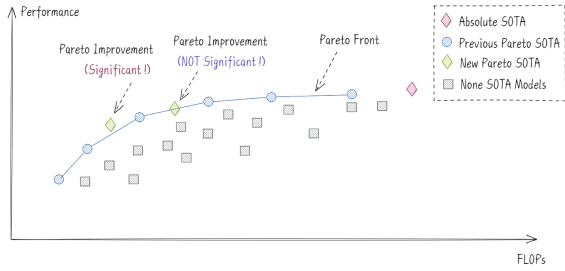 Performance
Pareto Improvement
(Significant !)
Pareto Improvement
(NOT Significant !)
Pareto Front
Absolute SOTA
Previous Pareto SOTA
New Pareto SOTA
None SOTA Models
FLOPs